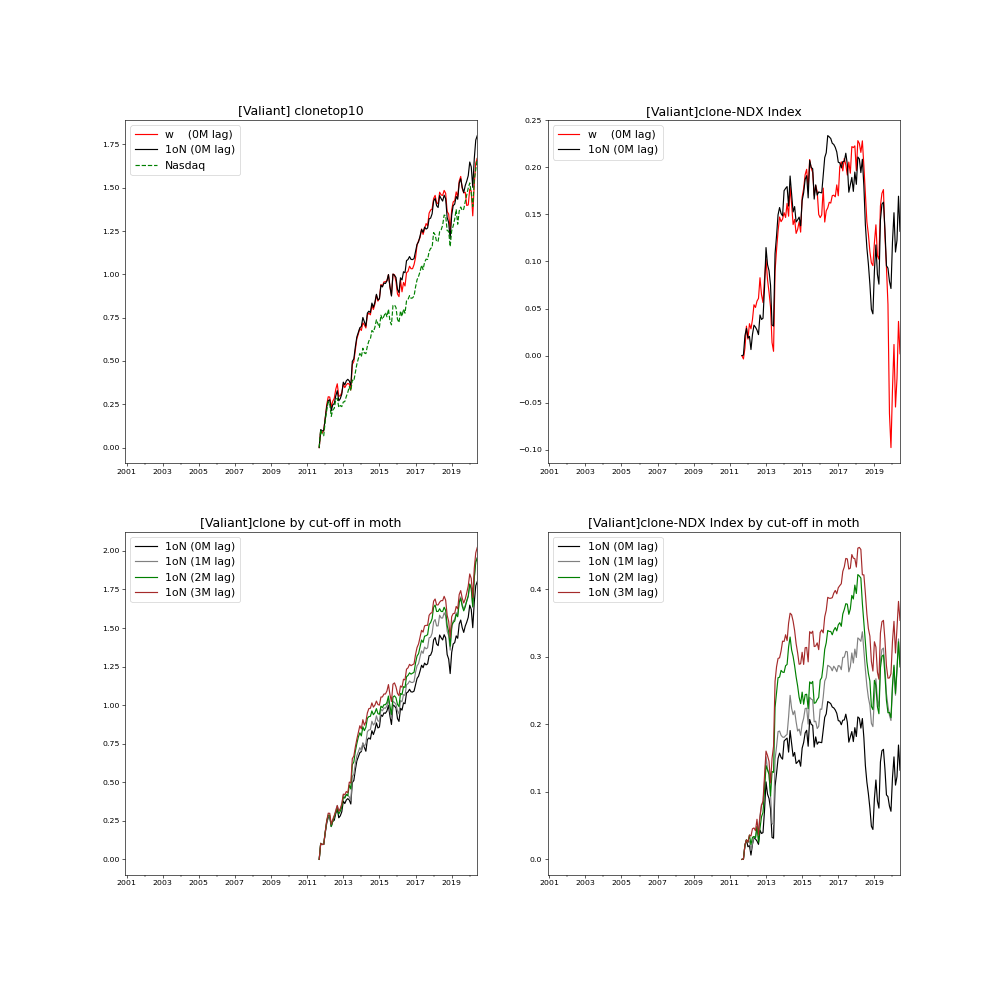 [Valiant] clonetop10
w    (0M lag)
1oN (0M lag)
Nasdaq
1.75
1.50
1.25
1.00
0.75
0.50
0.25
0.00
2001 2003 2005 2007 2009 2011 2013 2015 2017 2019
[Valiant]clone-NDX Index
w    (0M lag)
1oN (0M lag)
0.25
0.20
0.15
0.10
0.05
0.00
−0.05
−0.10
2001 2003 2005 2007 2009 2011 2013 2015 2017 2019
[Valiant]clone by cut-off in moth
1oN (0M lag)
1oN (1M lag)
1oN (2M lag)
1oN (3M lag)
2.00
1.75
1.50
1.25
1.00
0.75
0.50
0.25
0.00
2001 2003 2005 2007 2009 2011 2013 2015 2017 2019
[Valiant]clone-NDX Index by cut-off in moth
1oN (0M lag)
1oN (1M lag)
1oN (2M lag)
1oN (3M lag)
0.4
0.3
0.2
0.1
0.0
2001 2003 2005 2007 2009 2011 2013 2015 2017 2019